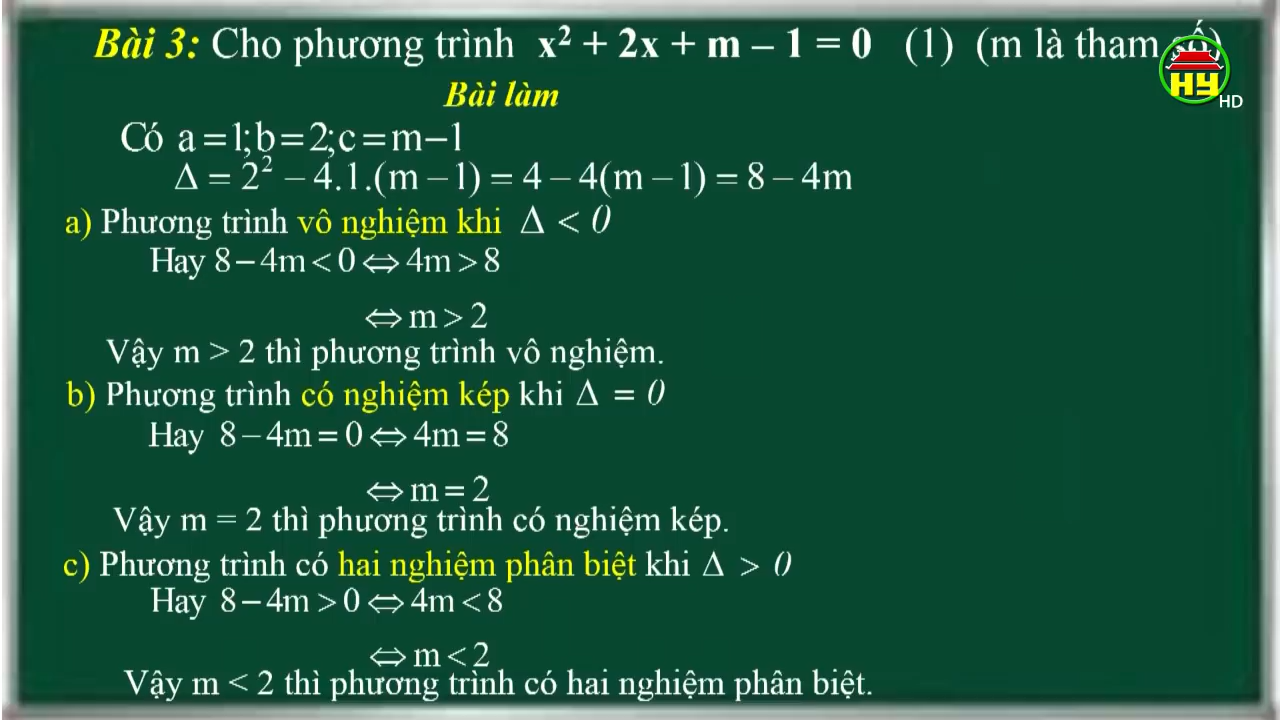 Bài 3: Cho phương trình x² + 2x + m – 1 = 0 (1) (m là tham số)
HY
HD
Bài làm
Có a = 1; b = 2; c = m – 1
Δ = 2² – 4.1.(m – 1) = 4 – 4(m – 1) = 8 – 4m
a) Phương trình vô nghiệm khi Δ < 0
Hay 8 – 4m < 0 ⇔ 4m > 8
⇔ m > 2
Vậy m > 2 thì phương trình vô nghiệm.
b) Phương trình có nghiệm kép khi Δ = 0
Hay 8 – 4m = 0 ⇔ 4m = 8
⇔ m = 2
Vậy m = 2 thì phương trình có nghiệm kép.
c) Phương trình có hai nghiệm phân biệt khi Δ > 0
Hay 8 – 4m > 0 ⇔ 4m < 8
⇔ m < 2
Vậy m < 2 thì phương trình có hai nghiệm phân biệt.